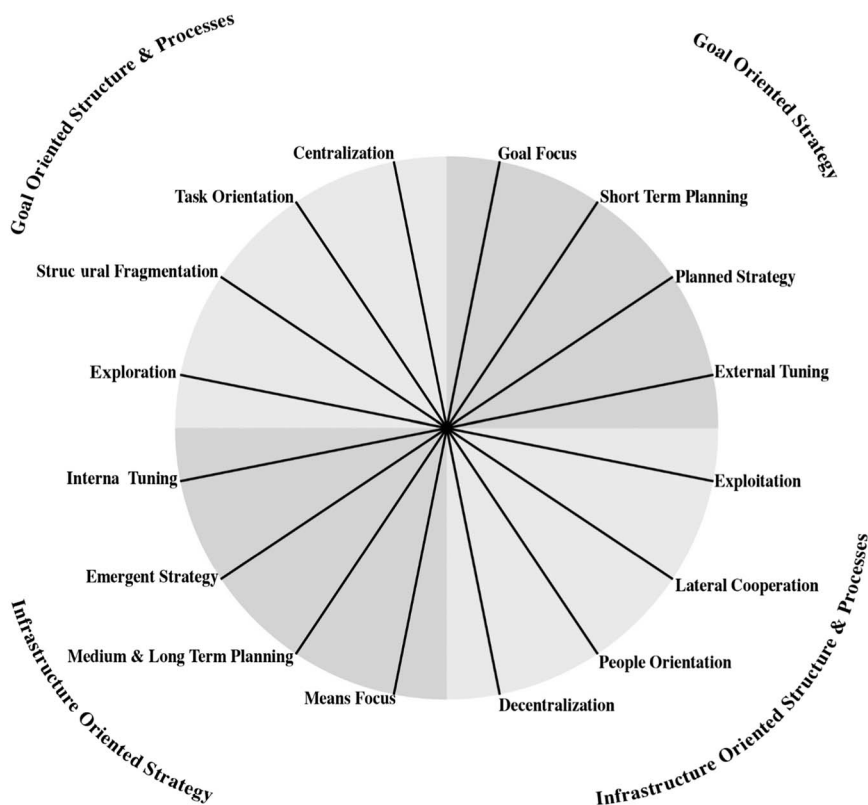 Goal Oriented Structure & Processes
Goal Oriented Strategy
Centralization
Goal Focus
Task Orientation
Short Term Planning
Struc ural Fragmentation
Planned Strategy
Exploration
External Tuning
Interna Tuning
Exploitation
Emergent Strategy
Lateral Cooperation
Medium & Long Term Planning
People Orientation
Means Focus
Decentralization
Infrastructure Oriented Strategy
Infrastructure Oriented Structure & Processes